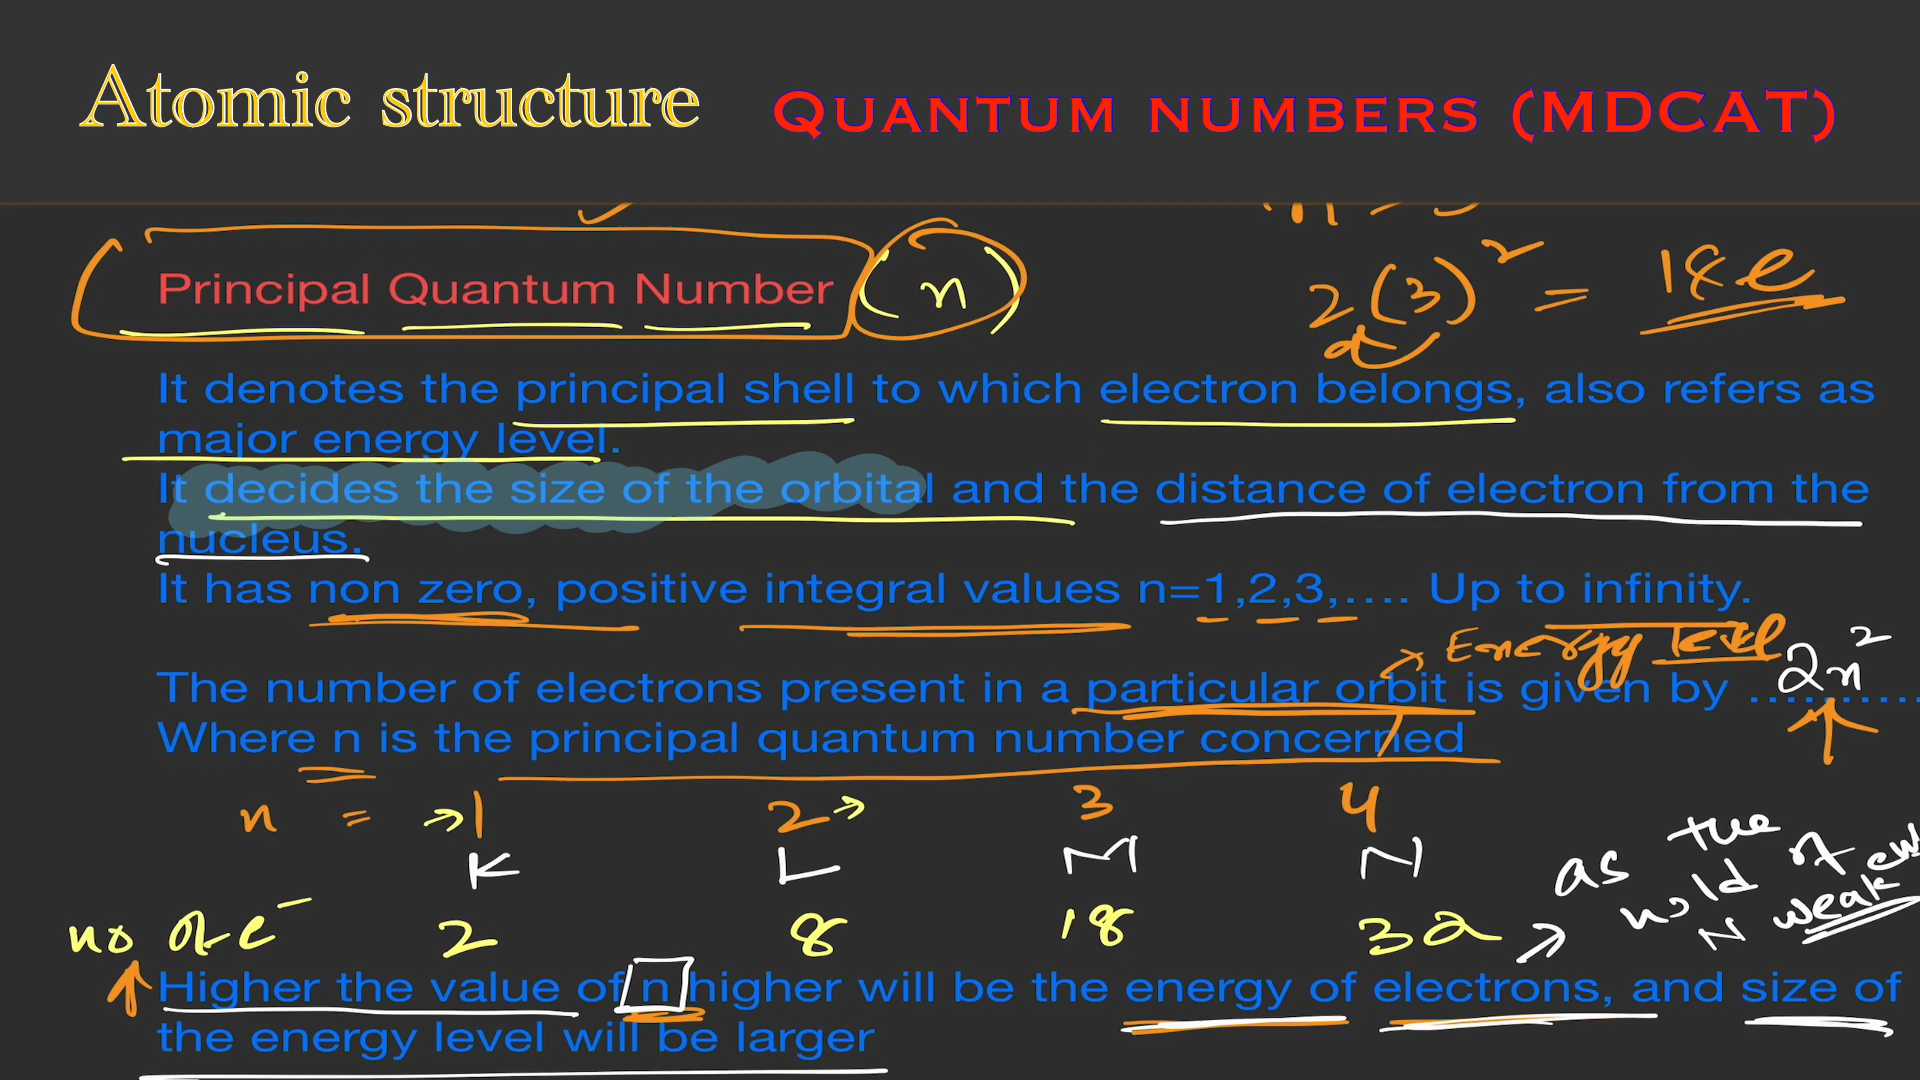 Atomic structure QUANTUM NUMBERS (MDCAT)
Principal Quantum Number (n)
2(3)² = 18e
It denotes the principal shell to which electron belongs, also refers as
major energy level.
It decides the size of the orbital and the distance of electron from the
nucleus.
It has non zero, positive integral values n=1,2,3,.... Up to infinity.
→ Energy level
The number of electrons present in a particular orbit is given by .......... 2n²
Where n is the principal quantum number concerned
n = → 1 2 → 3 4
K L M N
no of e⁻ 2 8 18 32 → as the
hold of
N weak
Higher the value of n higher will be the energy of electrons, and size of
the energy level will be larger